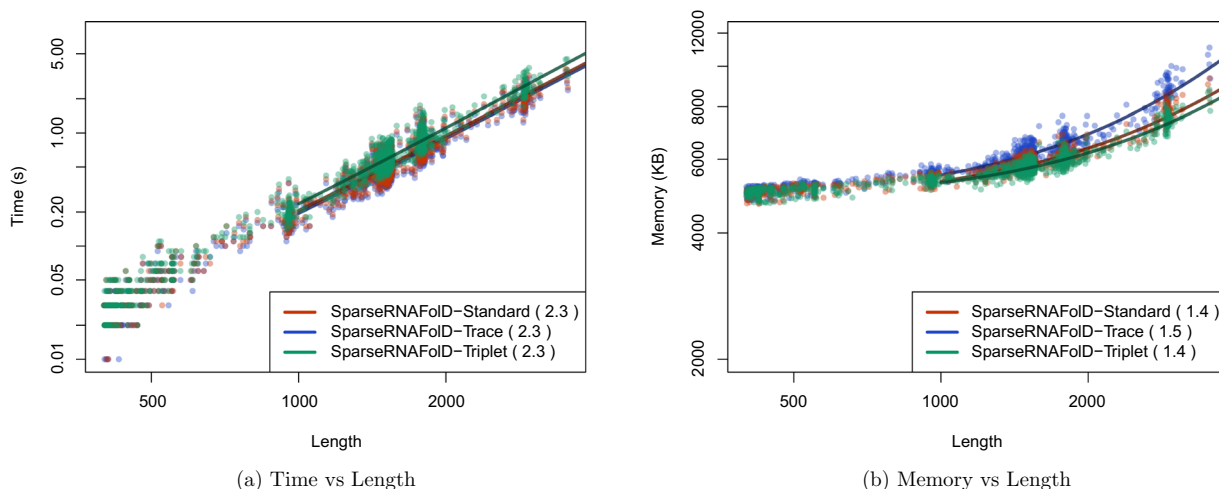 5.00
1.00
0.20
0.05
0.01
Time (s)
500
1000
2000
Length
SparseRNAFolD−Standard ( 2.3 )
SparseRNAFolD−Trace ( 2.3 )
SparseRNAFolD−Triplet ( 2.3 )
(a) Time vs Length
12000
8000
6000
4000
2000
Memory (KB)
500
1000
2000
Length
SparseRNAFolD−Standard ( 1.4 )
SparseRNAFolD−Trace ( 1.5 )
SparseRNAFolD−Triplet ( 1.4 )
(b) Memory vs Length